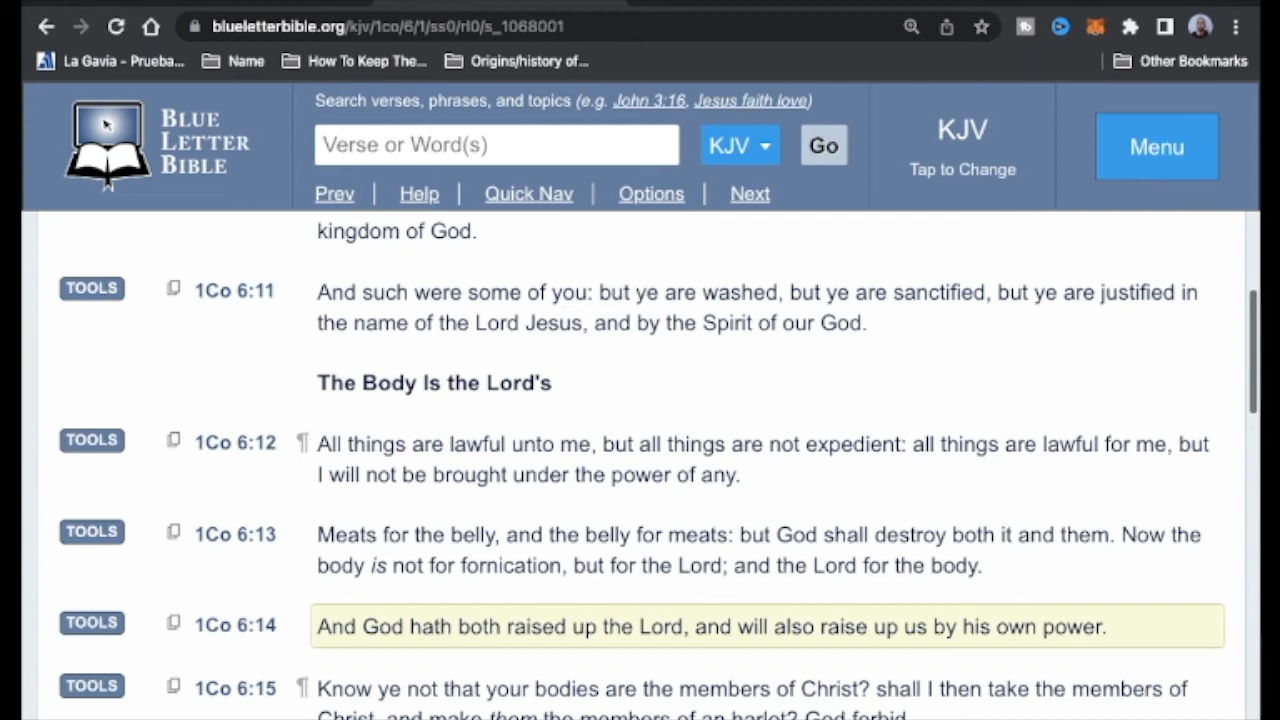 blueletterbible.org/kjv/1co/6/1/ss0/rl0/s_1068001
La Gavia - Prueba... Name How To Keep The... Origins/history of... Other Bookmarks
BLUE
LETTER
BIBLE
Search verses, phrases, and topics (e.g. John 3:16, Jesus faith love)
Verse or Word(s) KJV Go
Prev | Help | Quick Nav | Options | Next
KJV
Tap to Change
Menu
kingdom of God.
TOOLS 1Co 6:11 And such were some of you: but ye are washed, but ye are sanctified, but ye are justified in
the name of the Lord Jesus, and by the Spirit of our God.
The Body Is the Lord's
TOOLS 1Co 6:12 ¶ All things are lawful unto me, but all things are not expedient: all things are lawful for me, but
I will not be brought under the power of any.
TOOLS 1Co 6:13 Meats for the belly, and the belly for meats: but God shall destroy both it and them. Now the
body is not for fornication, but for the Lord; and the Lord for the body.
TOOLS 1Co 6:14 And God hath both raised up the Lord, and will also raise up us by his own power.
TOOLS 1Co 6:15 ¶ Know ye not that your bodies are the members of Christ? shall I then take the members of
Christ, and make them the members of an harlot? God forbid.